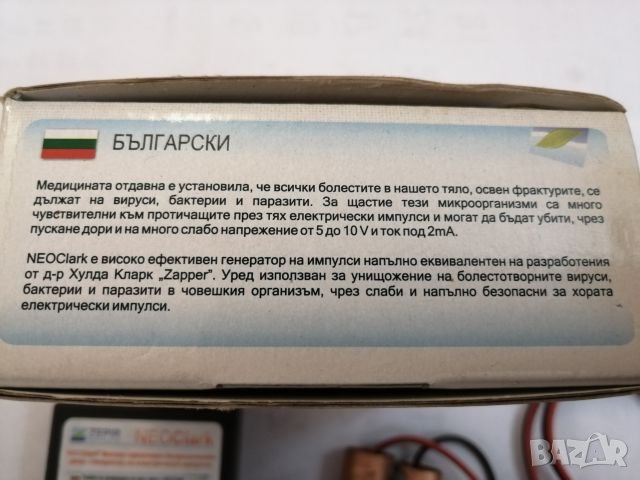 БЪЛГАРСКИ
Медицината отдавна е установила, че всички болестите в нашето тяло, освен фрактурите, се
дължат на вируси, бактерии и паразити. За щастие тези микроорганизми са много
чувствителни към протичащите през тях електрически импулси и могат да бъдат убити, чрез
пускане дори и на много слабо напрежение от 5 до 10 V и ток под 2mA.
NEOClark е високо ефективен генератор на импулси напълно еквивалентен на разработения
от д-р Хулда Кларк „Zapper". Уред използван за унищожение на болестотворните вируси,
бактерии и паразити в човешкия организъм, чрез слаби и напълно безопасни за хората
електрически импулси.
NEOClark
BAZAR